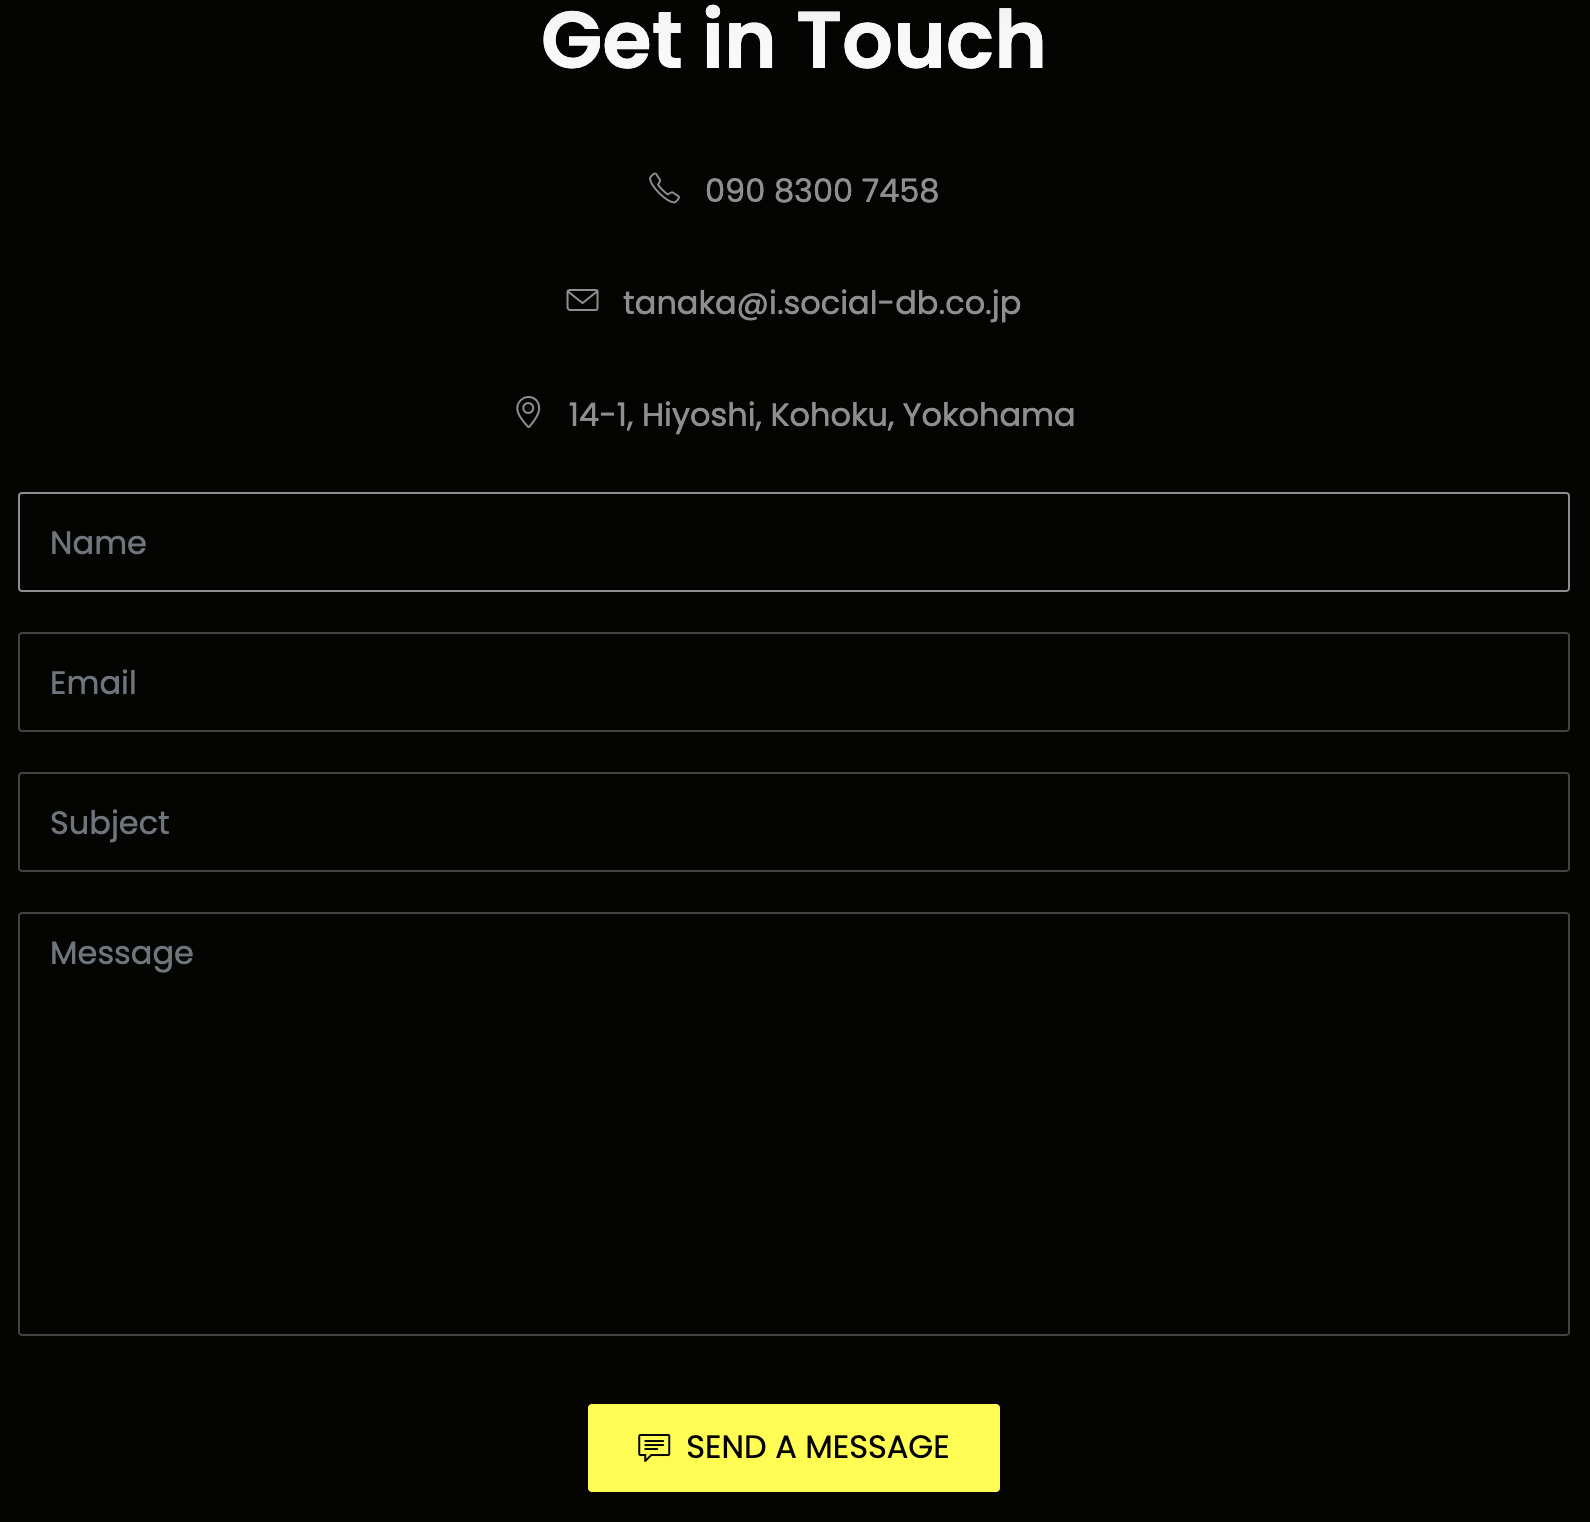 Get in Touch
090 8300 7458
tanaka@i.social-db.co.jp
14-1, Hiyoshi, Kohoku, Yokohama
Name
Email
Subject
Message
SEND A MESSAGE